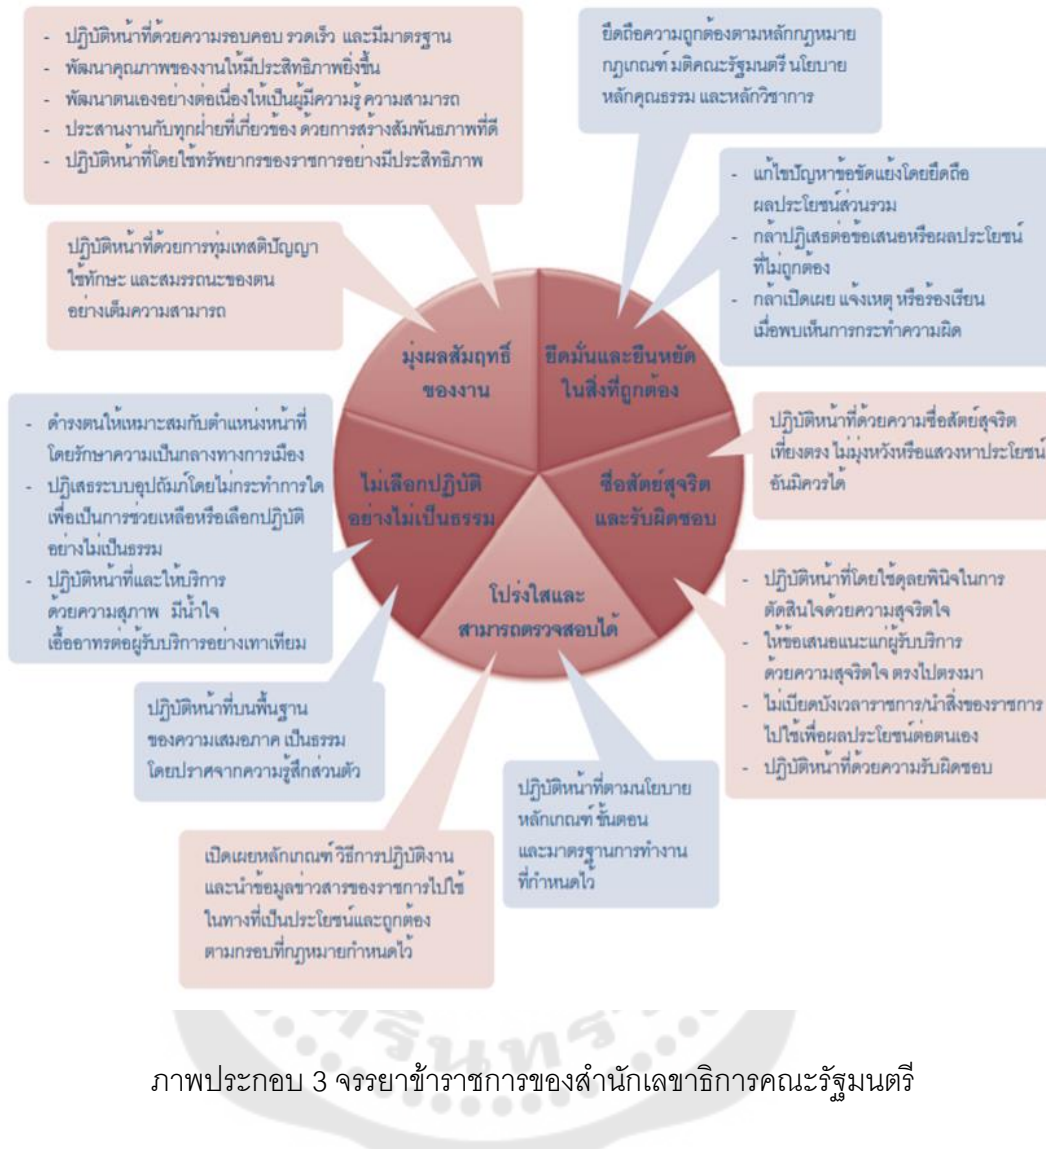 - ปฏิบัติหน้าที่ด้วยความรอบคอบ รวดเร็ว และมีมาตรฐาน
- พัฒนาคุณภาพของงานให้มีประสิทธิภาพยิ่งขึ้น
- พัฒนาตนเองอย่างต่อเนื่องให้เป็นผู้มีความรู้ ความสามารถ
- ประสานงานกับทุกฝ่ายที่เกี่ยวข้อง ด้วยการสร้างสัมพันธภาพที่ดี
- ปฏิบัติหน้าที่โดยใช้ทรัพยากรของราชการอย่างมีประสิทธิภาพ
ยึดถือความถูกต้องตามหลักกฎหมาย
กฎเกณฑ์ มติคณะรัฐมนตรี นโยบาย
หลักคุณธรรม และหลักวิชาการ
- แก้ไขปัญหาข้อขัดแย้งโดยยึดถือ
ผลประโยชน์ส่วนรวม
- กล้าปฏิเสธต่อข้อเสนอหรือผลประโยชน์
ที่ไม่ถูกต้อง
- กล้าเปิดเผย แจ้งเหตุ หรือร้องเรียน
เมื่อพบเห็นการกระทำความผิด
ปฏิบัติหน้าที่ด้วยการทุ่มเทสติปัญญา
ใช้ทักษะ และสมรรถนะของตน
อย่างเต็มความสามารถ
มุ่งผลสัมฤทธิ์
ของงาน
ยึดมั่นและยืนหยัด
ในสิ่งที่ถูกต้อง
- ดำรงตนให้เหมาะสมกับตำแหน่งหน้าที่
โดยรักษาความเป็นกลางทางการเมือง
- ปฏิเสธระบบอุปถัมภ์โดยไม่กระทำการใด
เพื่อเป็นการช่วยเหลือหรือเลือกปฏิบัติ
อย่างไม่เป็นธรรม
- ปฏิบัติหน้าที่และให้บริการ
ด้วยความสุภาพ มีน้ำใจ
เอื้ออาทรต่อผู้รับบริการอย่างเทาเทียม
ไม่เลือกปฏิบัติ
อย่างไม่เป็นธรรม
ซื่อสัตย์สุจริต
และรับผิดชอบ
ปฏิบัติหน้าที่ด้วยความซื่อสัตย์สุจริต
เที่ยงตรง ไม่มุ่งหวังหรือแสวงหาประโยชน์
อันมิควรได้
โปร่งใสและ
สามารถตรวจสอบได้
- ปฏิบัติหน้าที่โดยใช้ดุลยพินิจในการ
ตัดสินใจด้วยความสุจริตใจ
- ให้ข้อเสนอแนะแก่ผู้รับบริการ
ด้วยความสุจริตใจ ตรงไปตรงมา
- ไม่เบียดบังเวลาราชการ/นำสิ่งของราชการ
ไปใช้เพื่อผลประโยชน์ต่อตนเอง
- ปฏิบัติหน้าที่ด้วยความรับผิดชอบ
ปฏิบัติหน้าที่บนพื้นฐาน
ของความเสมอภาค เป็นธรรม
โดยปราศจากความรู้สึกส่วนตัว
ปฏิบัติหน้าที่ตามนโยบาย
หลักเกณฑ์ ขั้นตอน
และมาตรฐานการทำงาน
ที่กำหนดไว้
เปิดเผยหลักเกณฑ์ วิธีการปฏิบัติงาน
และนำข้อมูลข่าวสารของราชการไปใช้
ในทางที่เป็นประโยชน์และถูกต้อง
ตามกรอบที่กฎหมายกำหนดไว้
ภาพประกอบ 3 จรรยาข้าราชการของสำนักเลขาธิการคณะรัฐมนตรี